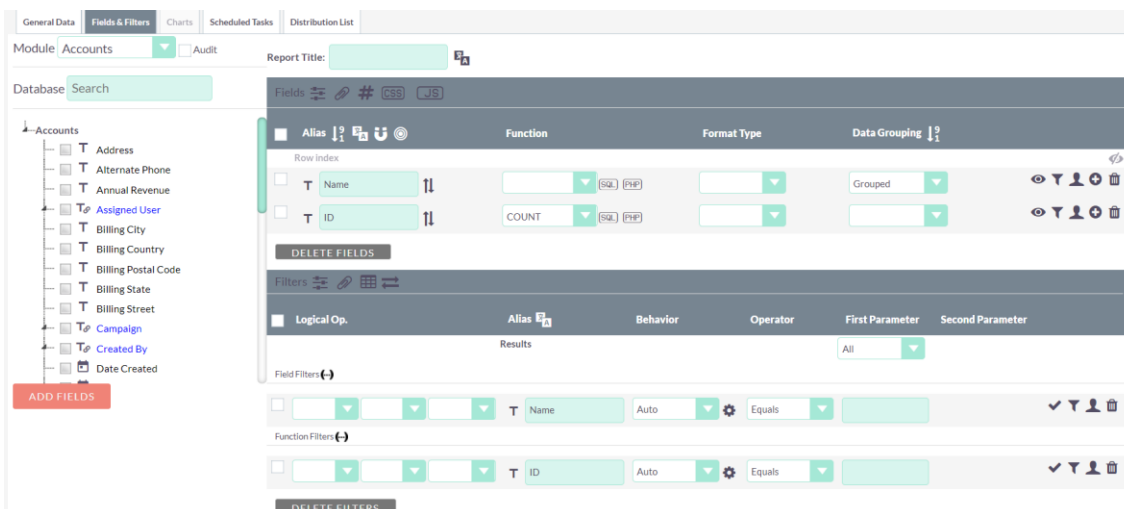 General Data Fields & Filters Charts Scheduled Tasks Distribution List
Module Accounts Audit
Report Title:
Database Search
Fields CSS JS
Accounts
Address
Alternate Phone
Annual Revenue
Assigned User
Billing City
Billing Country
Billing Postal Code
Billing State
Billing Street
Campaign
Created By
Date Created
ADD FIELDS
Alias Function Format Type Data Grouping
Row index
T Name SQL PHP Grouped
T ID COUNT SQL PHP
DELETE FIELDS
Filters
Logical Op. Alias Behavior Operator First Parameter Second Parameter
Results All
Field Filters (--)
T Name Auto Equals
Function Filters (--)
T ID Auto Equals
DELETE FILTERS